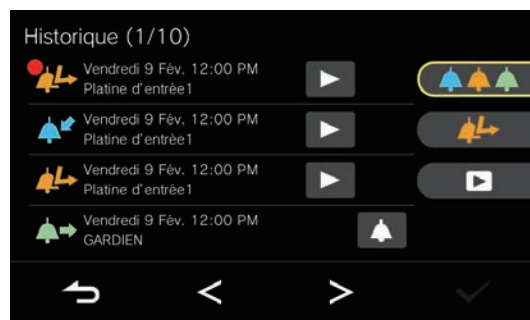 Historique (1/10)
Vendredi 9 Fév. 12:00 PM
Platine d'entrée1
Vendredi 9 Fév. 12:00 PM
Platine d'entrée1
Vendredi 9 Fév. 12:00 PM
Platine d'entrée1
Vendredi 9 Fév. 12:00 PM
GARDIEN